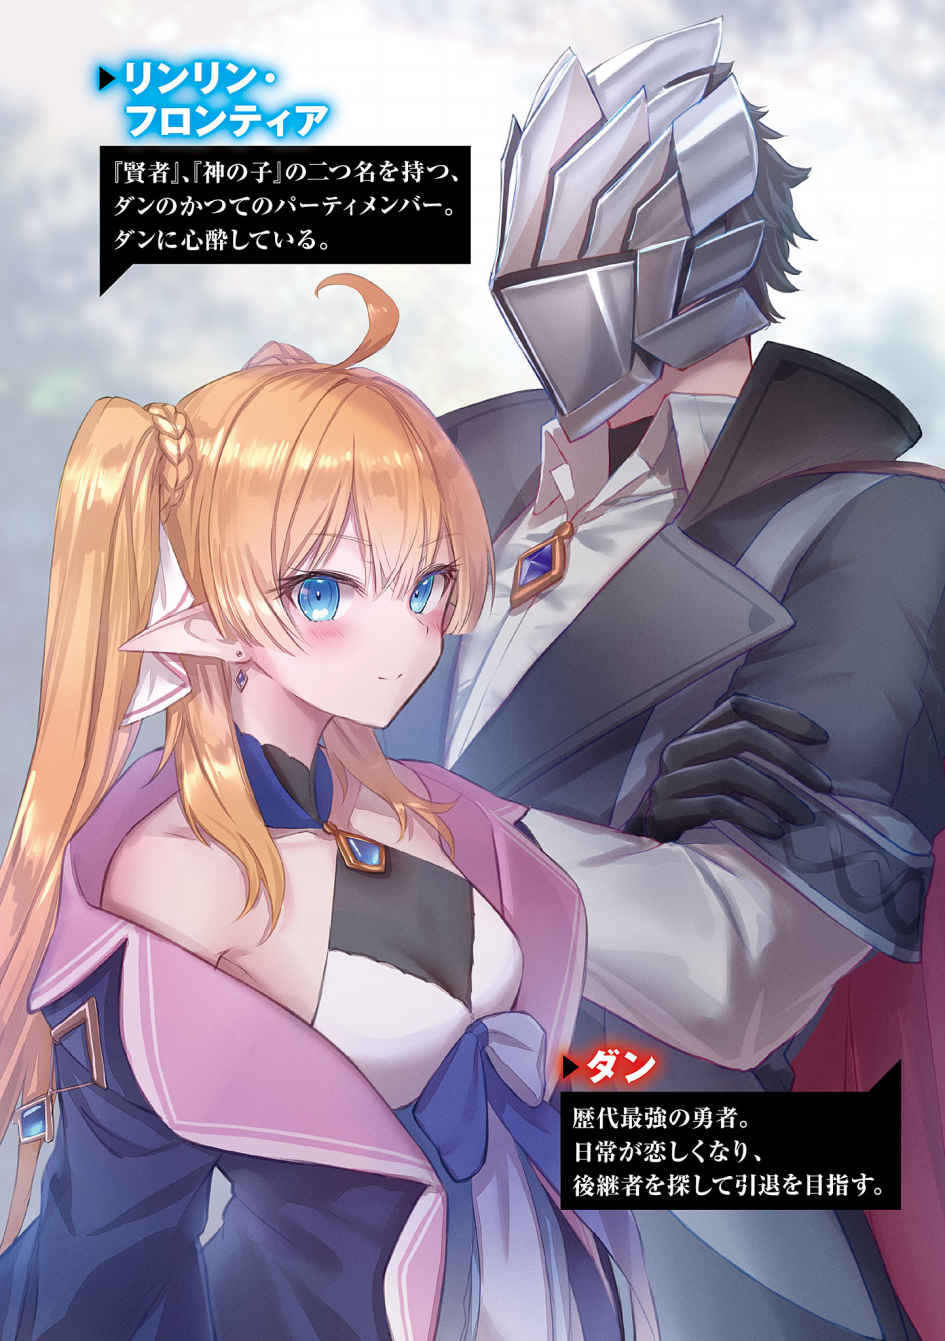 リンリン・
フロンティア
『賢者』、『神の子』の二つ名を持つ、
ダンのかつてのパーティメンバー。
ダンに心酔している。
ダン
歴代最強の勇者。
日常が恋しくなり、
後継者を探して引退を目指す。